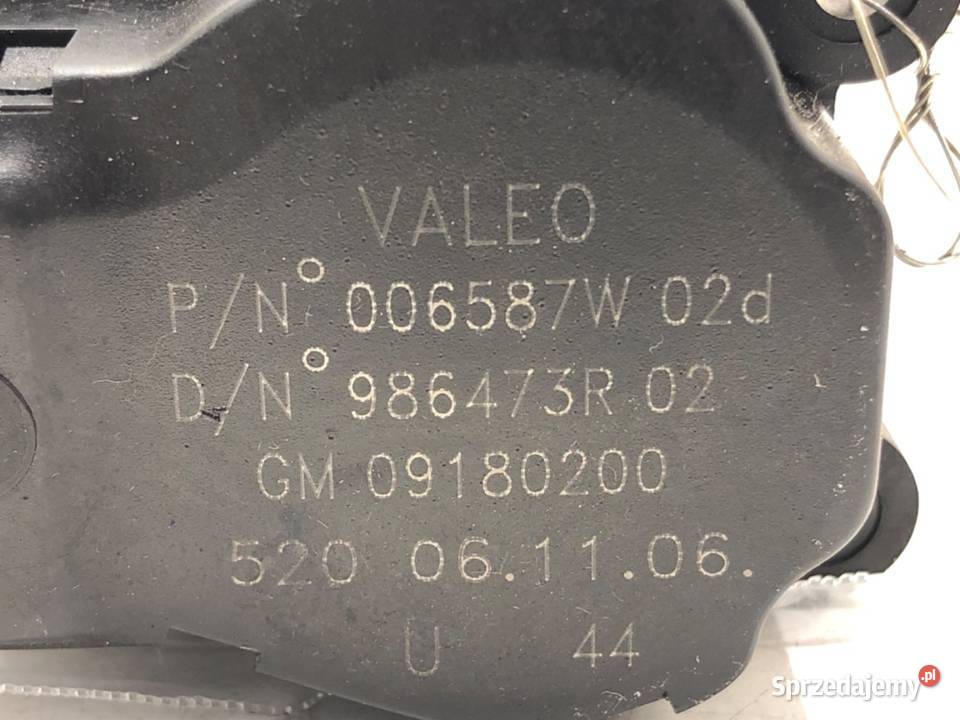 VALEO
P/N° 006587W 02d
D/N° 986473R 02
GM 09180200
520 06.11.06.
U 44
Sprzedajemy.pl